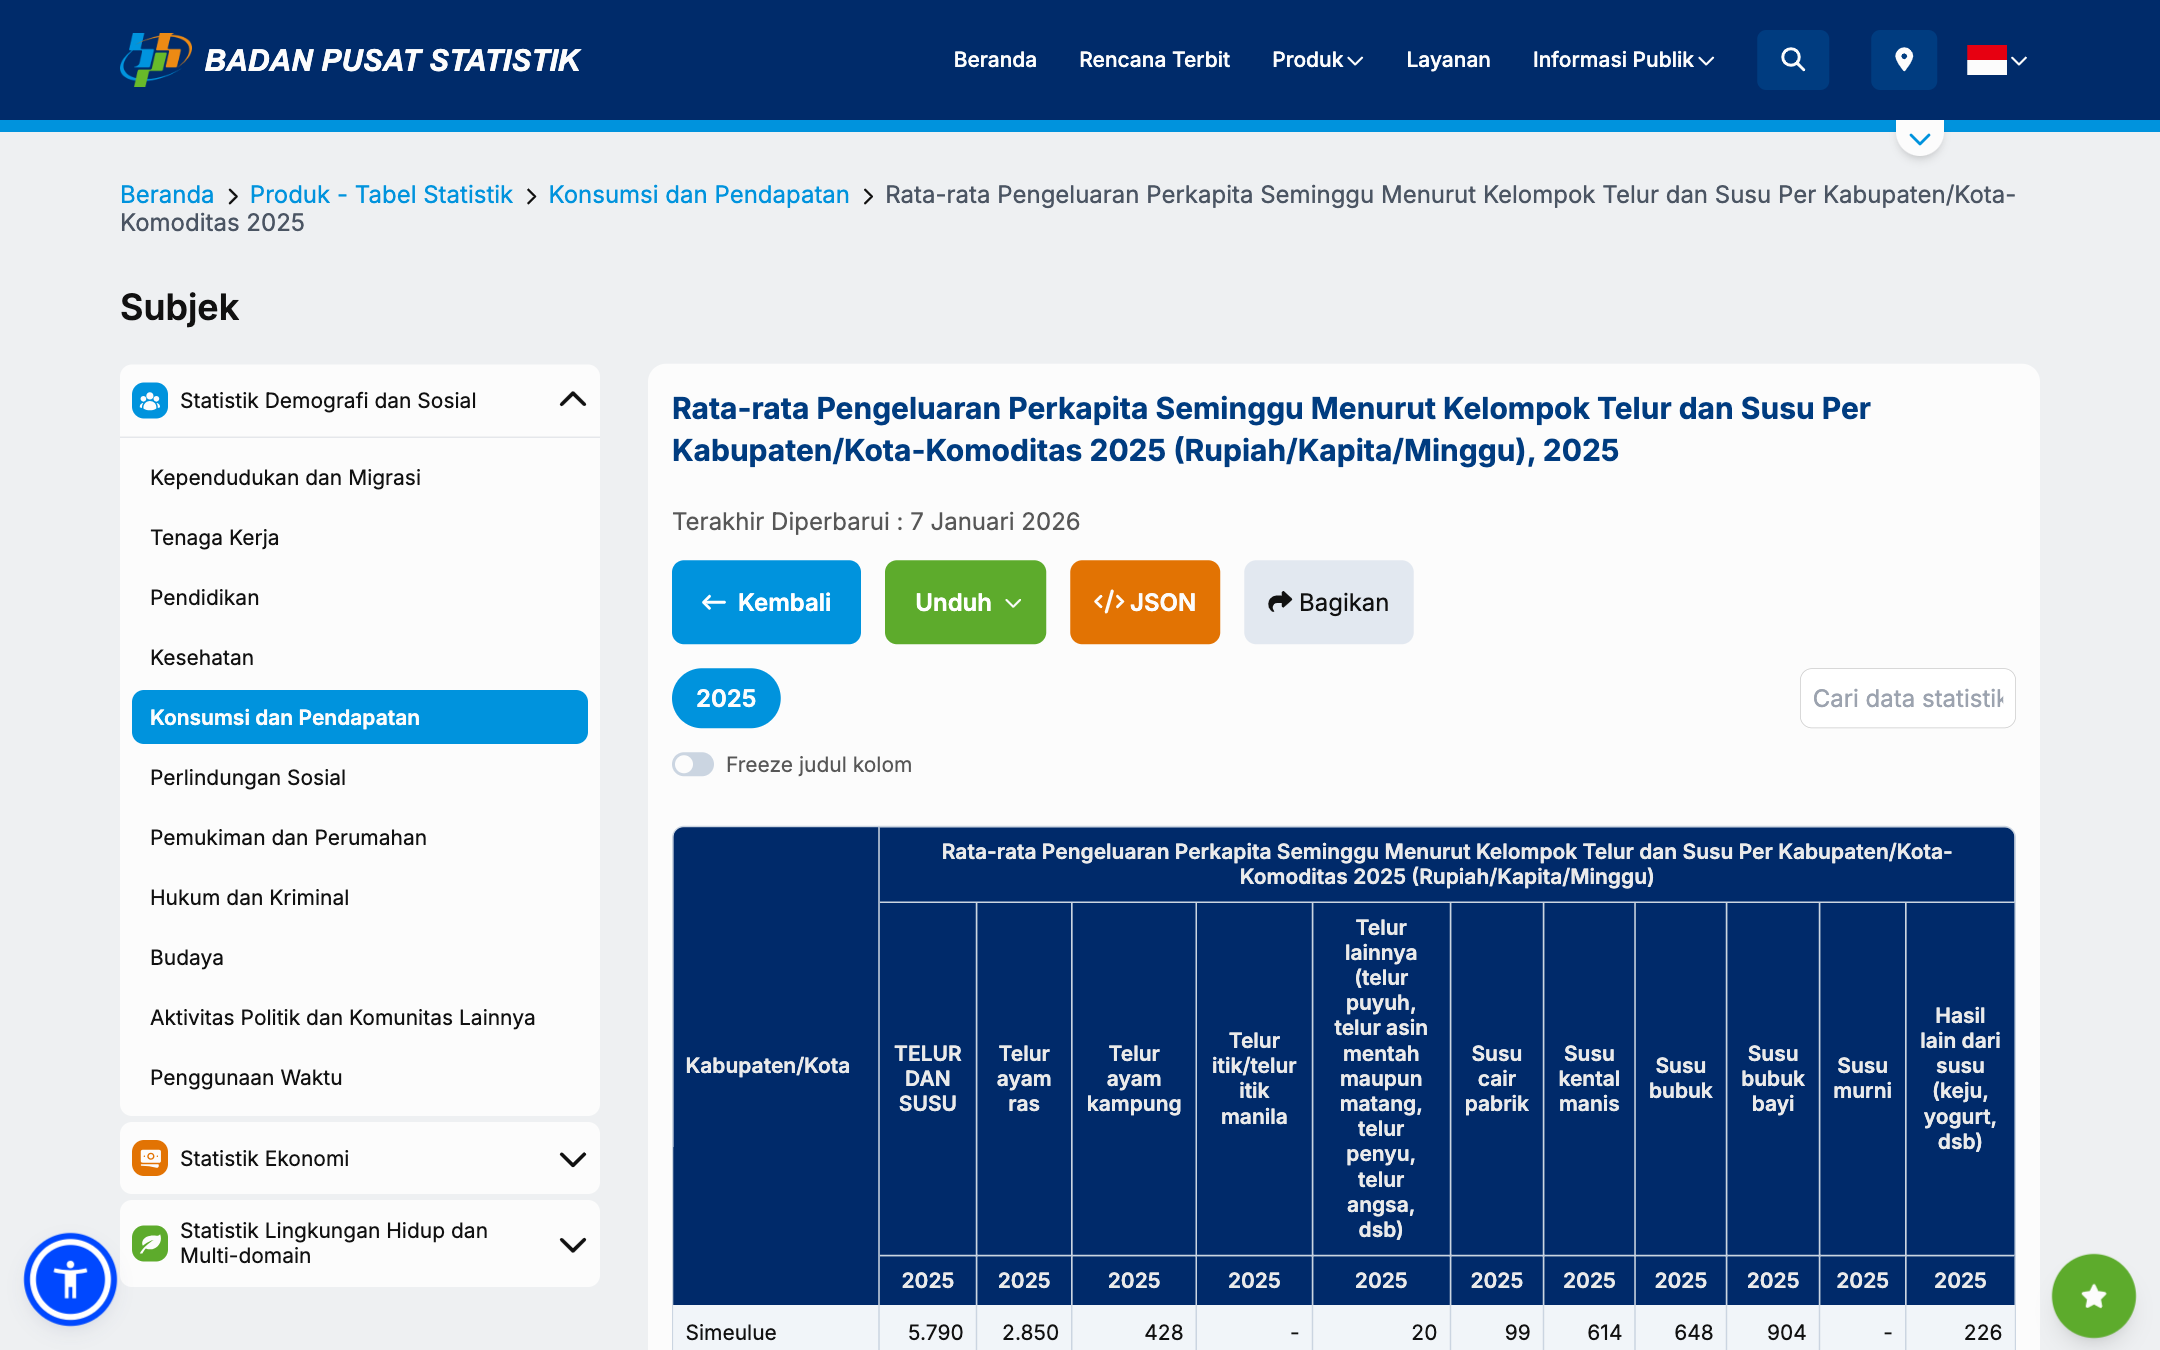 BADAN PUSAT STATISTIK
Beranda
Rencana Terbit
Produk
Layanan
Informasi Publik
Beranda > Produk - Tabel Statistik > Konsumsi dan Pendapatan > Rata-rata Pengeluaran Perkapita Seminggu Menurut Kelompok Telur dan Susu Per Kabupaten/Kota-
Komoditas 2025
Subjek
Statistik Demografi dan Sosial
Kependudukan dan Migrasi
Tenaga Kerja
Pendidikan
Kesehatan
Konsumsi dan Pendapatan
Perlindungan Sosial
Pemukiman dan Perumahan
Hukum dan Kriminal
Budaya
Aktivitas Politik dan Komunitas Lainnya
Penggunaan Waktu
Statistik Ekonomi
Statistik Lingkungan Hidup dan
Multi-domain
Rata-rata Pengeluaran Perkapita Seminggu Menurut Kelompok Telur dan Susu Per
Kabupaten/Kota-Komoditas 2025 (Rupiah/Kapita/Minggu), 2025
Terakhir Diperbarui : 7 Januari 2026
Kembali
Unduh
</> JSON
Bagikan
2025
Cari data statistik
Freeze judul kolom
Kabupaten/Kota
Rata-rata Pengeluaran Perkapita Seminggu Menurut Kelompok Telur dan Susu Per Kabupaten/Kota-
Komoditas 2025 (Rupiah/Kapita/Minggu)
TELUR
DAN
SUSU
Telur
ayam
ras
Telur
ayam
kampung
Telur
itik/telur
itik
manila
Telur
lainnya
(telur
puyuh,
telur asin
mentah
maupun
matang,
telur
penyu,
telur
angsa,
dsb)
Susu
cair
pabrik
Susu
kental
manis
Susu
bubuk
Susu
bubuk
bayi
Susu
murni
Hasil
lain dari
susu
(keju,
yogurt,
dsb)
2025 2025 2025 2025 2025 2025 2025 2025 2025 2025 2025
Simeulue 5.790 2.850 428 - 20 99 614 648 904 - 226